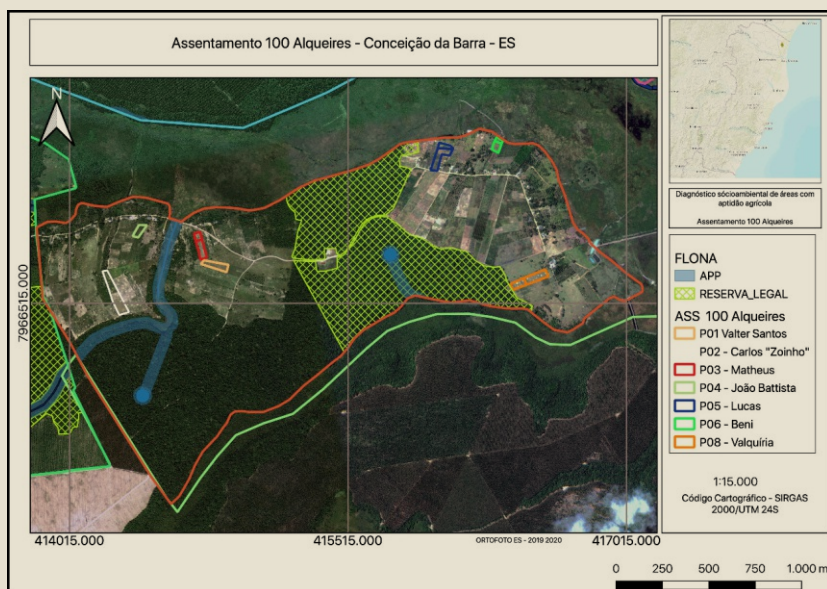 Assentamento 100 Alqueires - Conceição da Barra - ES
N
7966515.000
414015.000
415515.000
417015.000
ORTOFOTO ES - 2019 2020
Diagnóstico sócioambiental de áreas com
aptidão agrícola
Assentamento 100 Alqueires
FLONA
APP
RESERVA_LEGAL
ASS 100 Alqueires
P01 Valter Santos
P02 - Carlos "Zoinho"
P03 - Matheus
P04 - João Battista
P05 - Lucas
P06 - Beni
P08 - Valquíria
1:15.000
Código Cartográfico - SIRGAS
2000/UTM 24S
0 250 500 750 1.000 m